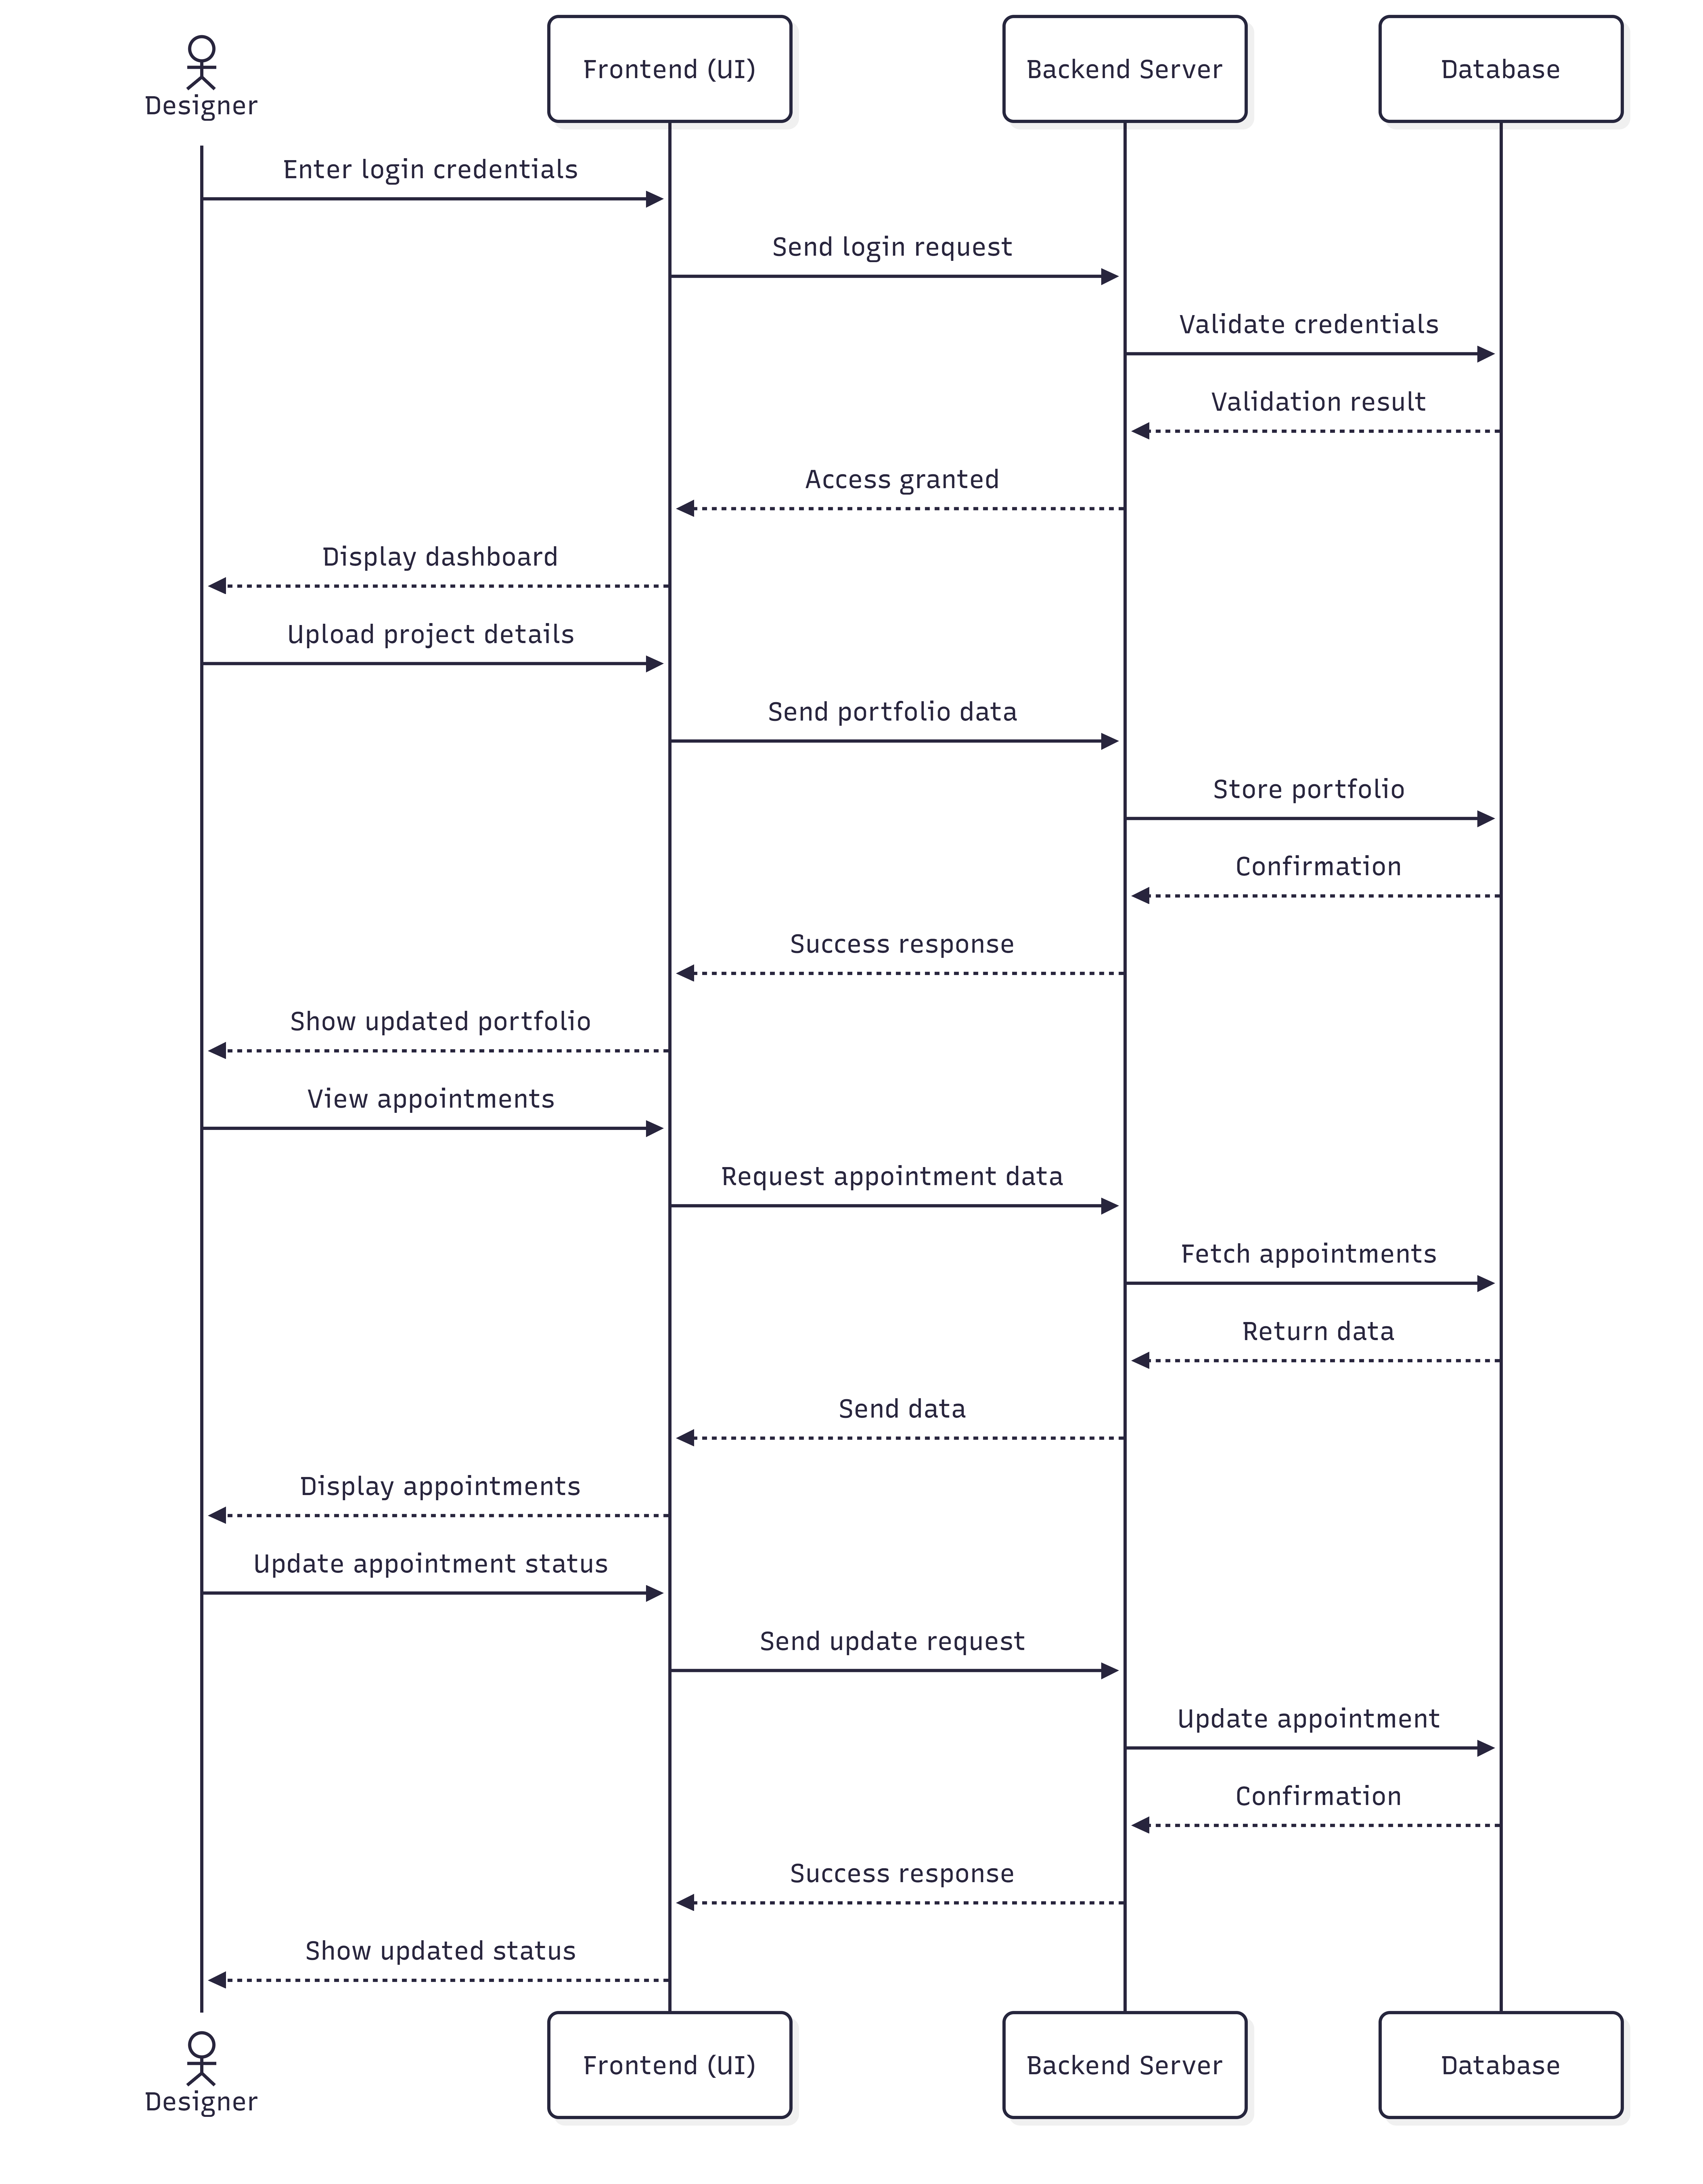 Designer
Frontend (UI)
Backend Server
Database
Enter login credentials
Send login request
Validate credentials
Validation result
Access granted
Display dashboard
Upload project details
Send portfolio data
Store portfolio
Confirmation
Success response
Show updated portfolio
View appointments
Request appointment data
Fetch appointments
Return data
Send data
Display appointments
Update appointment status
Send update request
Update appointment
Confirmation
Success response
Show updated status
Designer
Frontend (UI)
Backend Server
Database